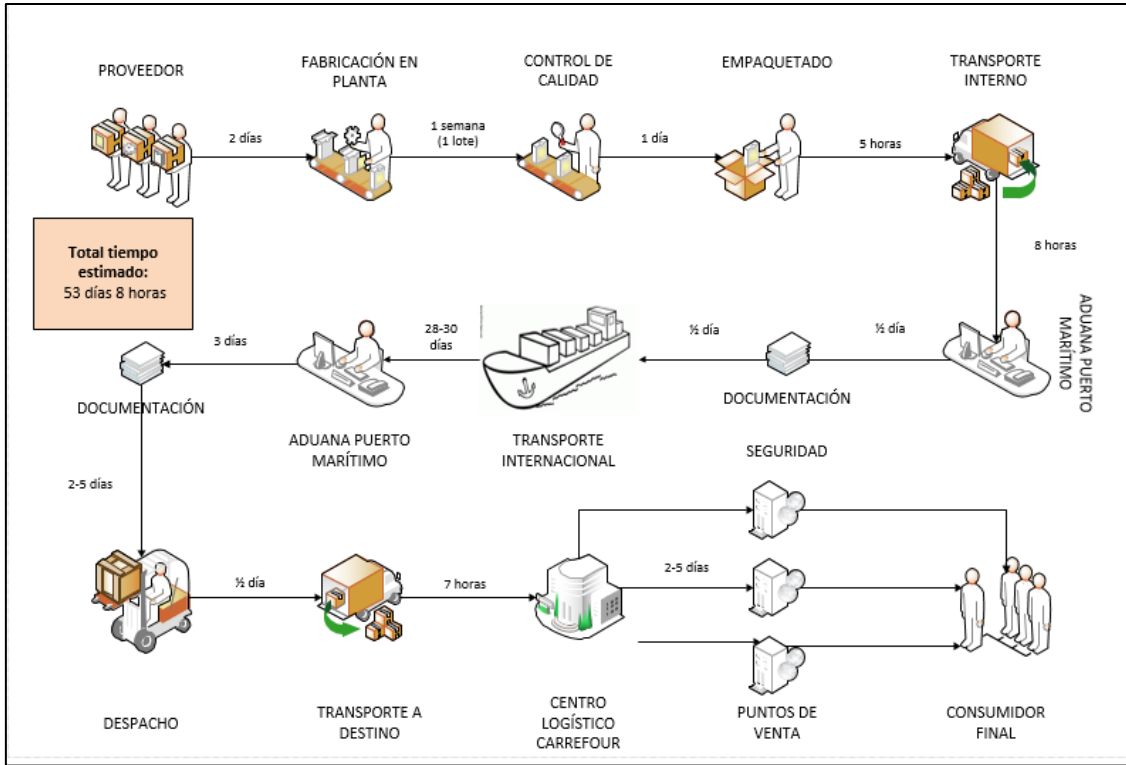 PROVEEDOR
FABRICACIÓN EN
PLANTA
CONTROL DE
CALIDAD
EMPAQUETADO
TRANSPORTE
INTERNO
2 días
1 semana
(1 lote)
1 día
5 horas
Total tiempo
estimado:
53 días 8 horas
8 horas
ADUANA PUERTO
MARÍTIMO
½ día
DOCUMENTACIÓN
½ día
TRANSPORTE
INTERNACIONAL
28-30
días
ADUANA PUERTO
MARÍTIMO
3 días
DOCUMENTACIÓN
2-5 días
DESPACHO
½ día
TRANSPORTE A
DESTINO
7 horas
CENTRO
LOGÍSTICO
CARREFOUR
SEGURIDAD
2-5 días
PUNTOS DE
VENTA
CONSUMIDOR
FINAL